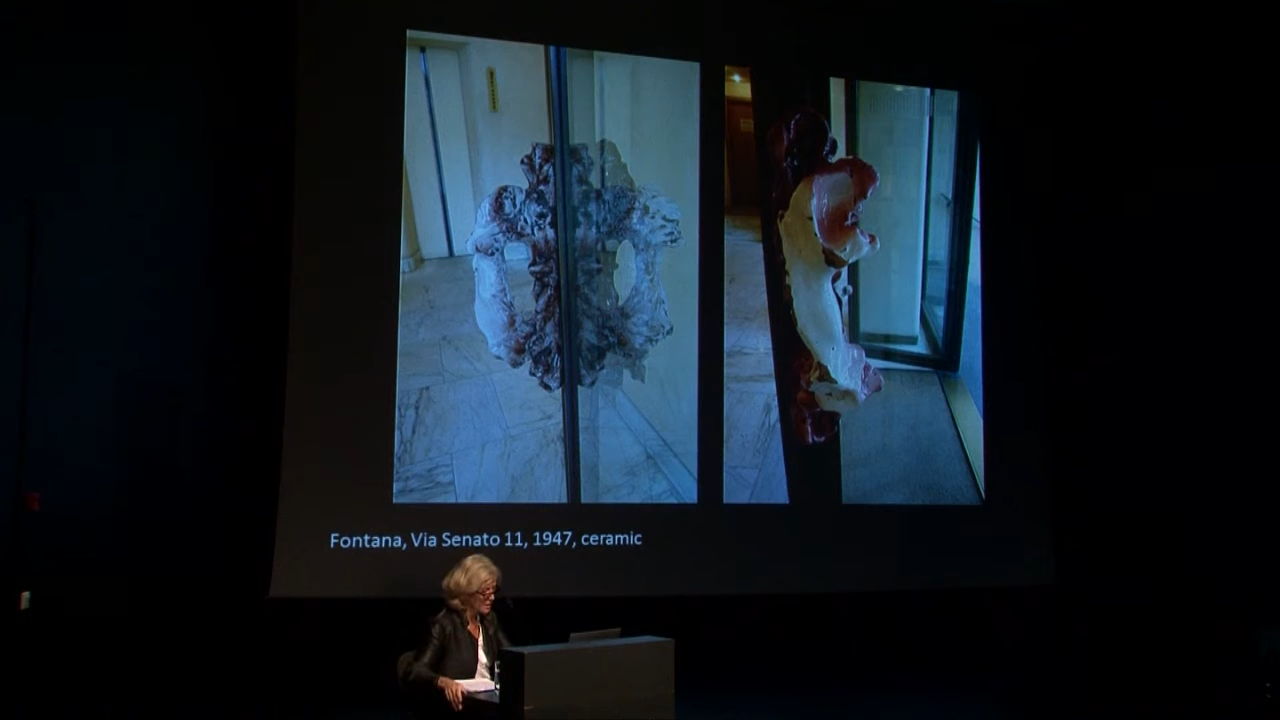 Fontana, Via Senato 11, 1947, ceramic